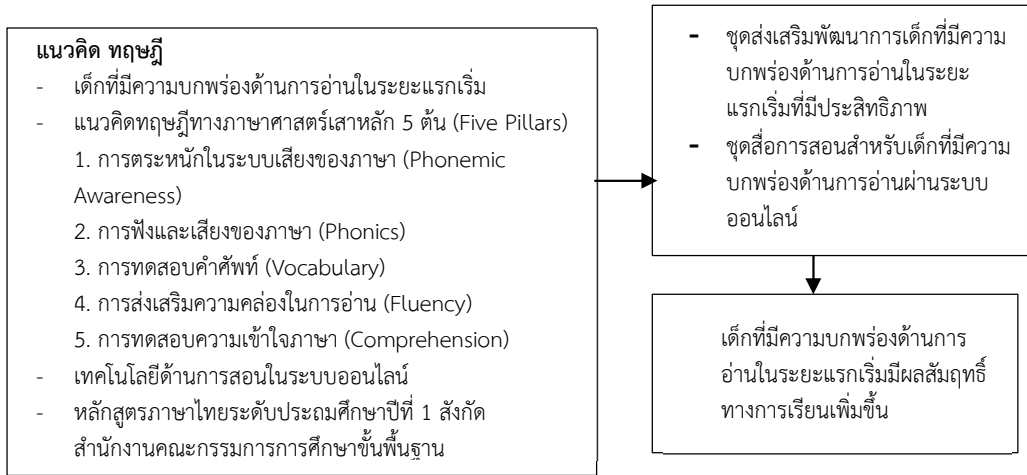 แนวคิด ทฤษฎี
- เด็กที่มีความบกพร่องด้านการอ่านในระยะแรกเริ่ม
- แนวคิดทฤษฎีทางภาษาศาสตร์เสาหลัก 5 ต้น (Five Pillars)
1. การตระหนักในระบบเสียงของภาษา (Phonemic
Awareness)
2. การฟังและเสียงของภาษา (Phonics)
3. การทดสอบคำศัพท์ (Vocabulary)
4. การส่งเสริมความคล่องในการอ่าน (Fluency)
5. การทดสอบความเข้าใจภาษา (Comprehension)
- เทคโนโลยีด้านการสอนในระบบออนไลน์
- หลักสูตรภาษาไทยระดับประถมศึกษาปีที่ 1 สังกัด
สำนักงานคณะกรรมการการศึกษาขั้นพื้นฐาน
- ชุดส่งเสริมพัฒนาการเด็กที่มีความ
บกพร่องด้านการอ่านในระยะ
แรกเริ่มที่มีประสิทธิภาพ
- ชุดสื่อการสอนสำหรับเด็กที่มีความ
บกพร่องด้านการอ่านผ่านระบบ
ออนไลน์
เด็กที่มีความบกพร่องด้านการ
อ่านในระยะแรกเริ่มมีผลสัมฤทธิ์
ทางการเรียนเพิ่มขึ้น